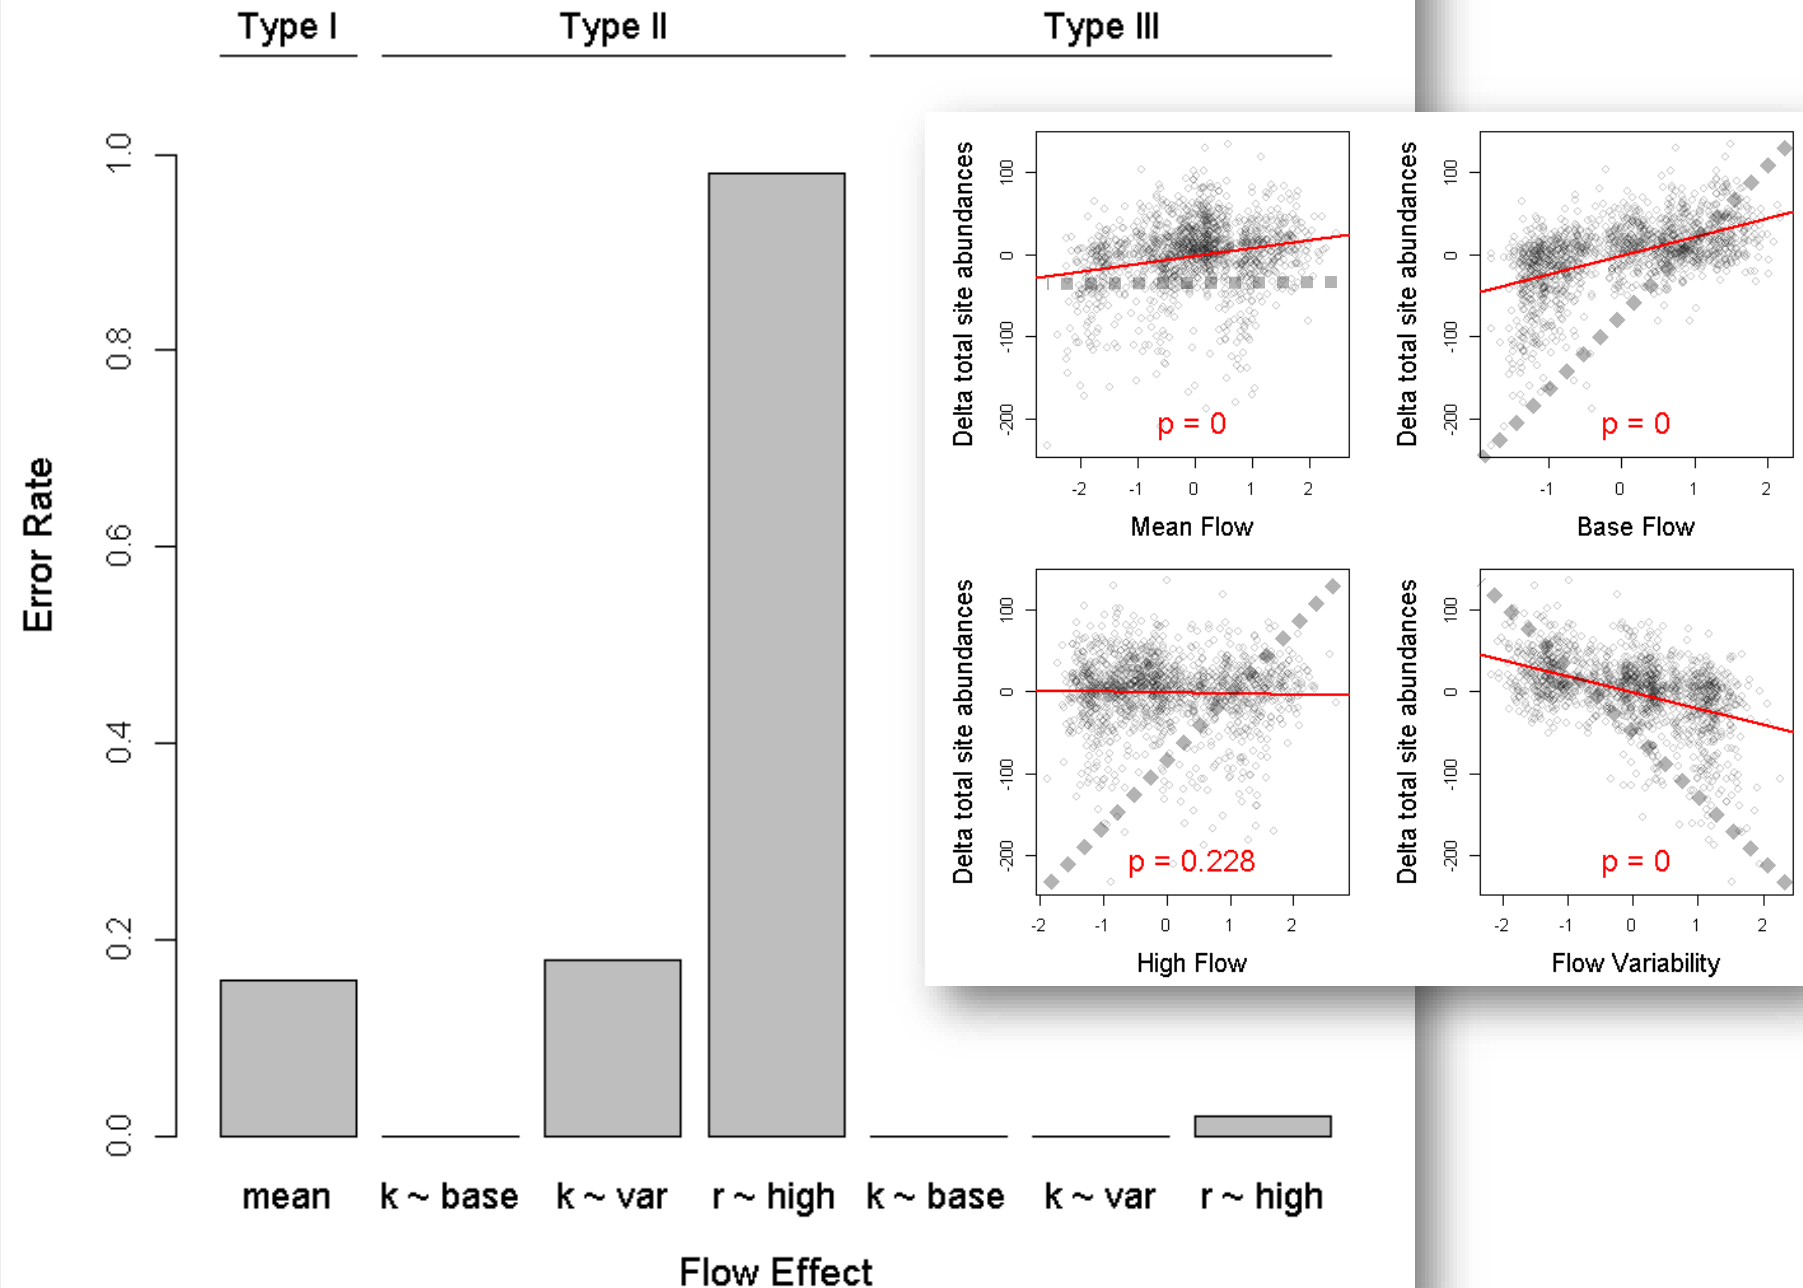 Type I Type II Type III
Error Rate
1.0
0.8
0.6
0.4
0.2
0.0
mean k ~ base k ~ var r ~ high k ~ base k ~ var r ~ high
Flow Effect
Delta total site abundances
100
0
-100
-200
p = 0
-2 -1 0 1 2
Mean Flow
Delta total site abundances
100
0
-100
-200
p = 0
-1 0 1 2
Base Flow
Delta total site abundances
100
0
-100
-200
p = 0.228
-2 -1 0 1 2
High Flow
Delta total site abundances
100
0
-100
-200
p = 0
-2 -1 0 1 2
Flow Variability